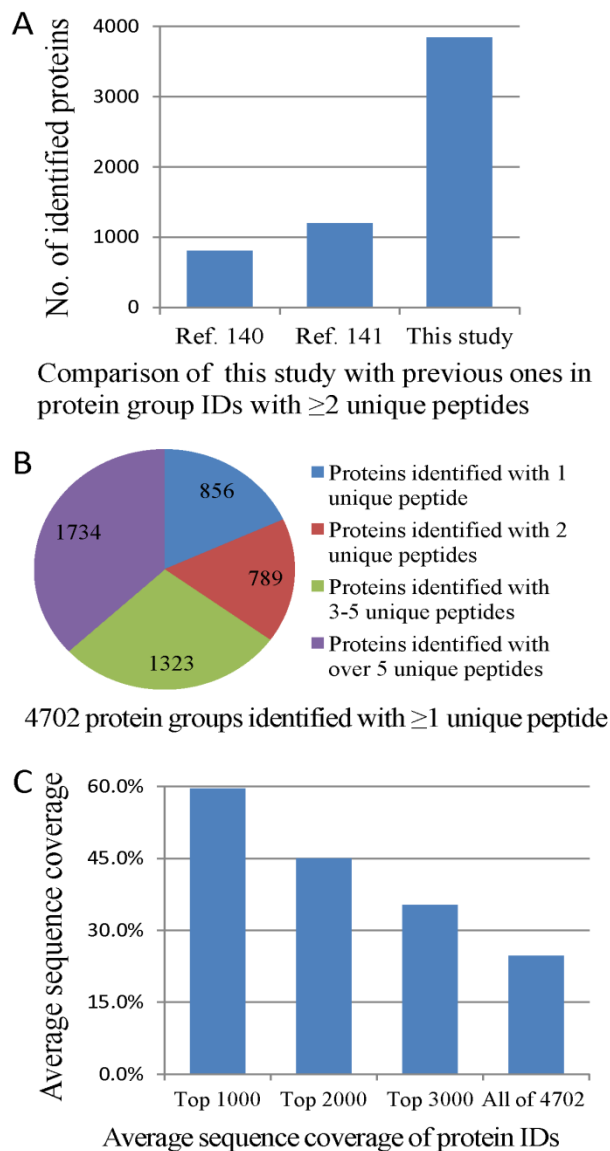 A
No. of identified proteins
4000
3000
2000
1000
0
Ref. 140 Ref. 141 This study
Comparison of this study with previous ones in
protein group IDs with ≥2 unique peptides
B
856
789
1323
1734
Proteins identified with 1
unique peptide
Proteins identified with 2
unique peptides
Proteins identified with
3-5 unique peptides
Proteins identified with
over 5 unique peptides
4702 protein groups identified with ≥1 unique peptide
C
Average sequence coverage
60.0%
45.0%
30.0%
15.0%
0.0%
Top 1000 Top 2000 Top 3000 All of 4702
Average sequence coverage of protein IDs